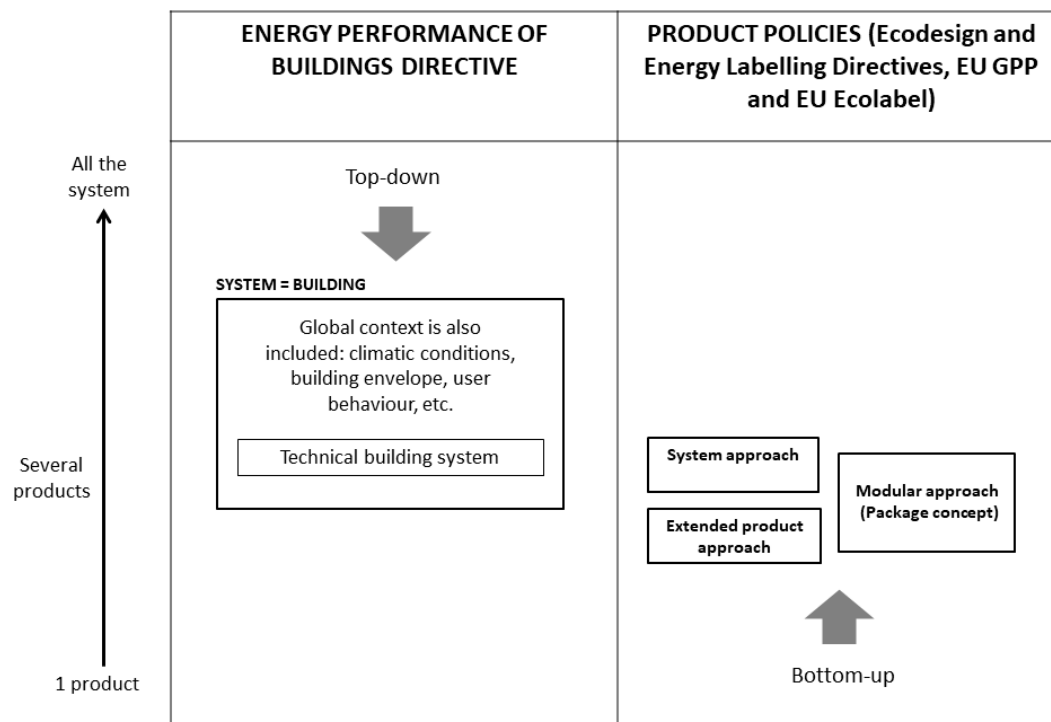 ENERGY PERFORMANCE OF
BUILDINGS DIRECTIVE
PRODUCT POLICIES (Ecodesign and
Energy Labelling Directives, EU GPP
and EU Ecolabel)
All the
system
Several
products
1 product
Top-down
SYSTEM = BUILDING
Global context is also
included: climatic conditions,
building envelope, user
behaviour, etc.
Technical building system
System approach
Extended product
approach
Modular approach
(Package concept)
Bottom-up